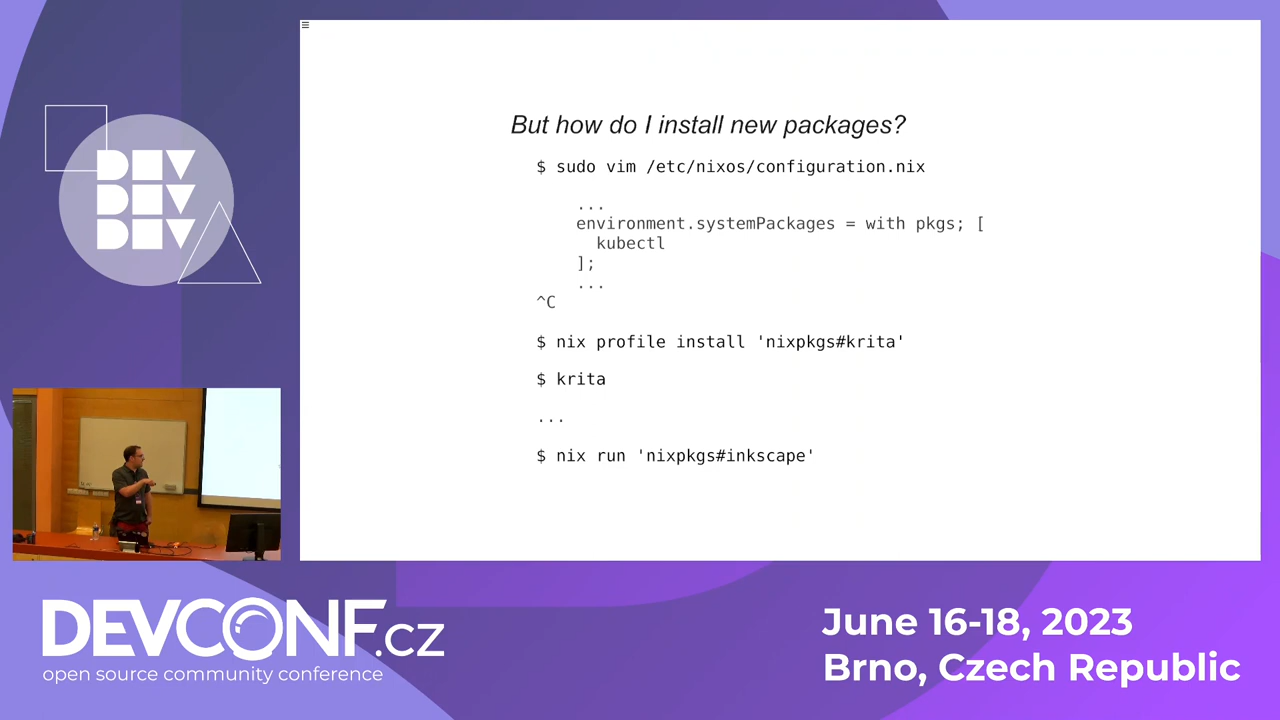 But how do I install new packages?
$ sudo vim /etc/nixos/configuration.nix
...
environment.systemPackages = with pkgs; [
kubectl
];
...
^C
$ nix profile install 'nixpkgs#krita'
$ krita
...
$ nix run 'nixpkgs#inkscape'
DEV
DEV
DEV
DEVCONF.cz
open source community conference
June 16-18, 2023
Brno, Czech Republic